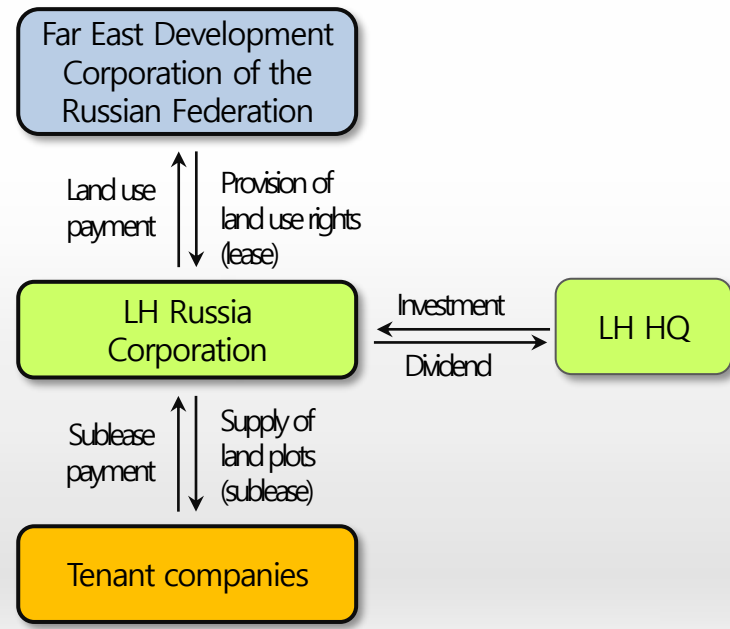 Far East Development
Corporation of the
Russian Federation
Land use
payment
Provision of
land use rights
(lease)
LH Russia
Corporation
Investment
Dividend
LH HQ
Sublease
payment
Supply of
land plots
(sublease)
Tenant companies